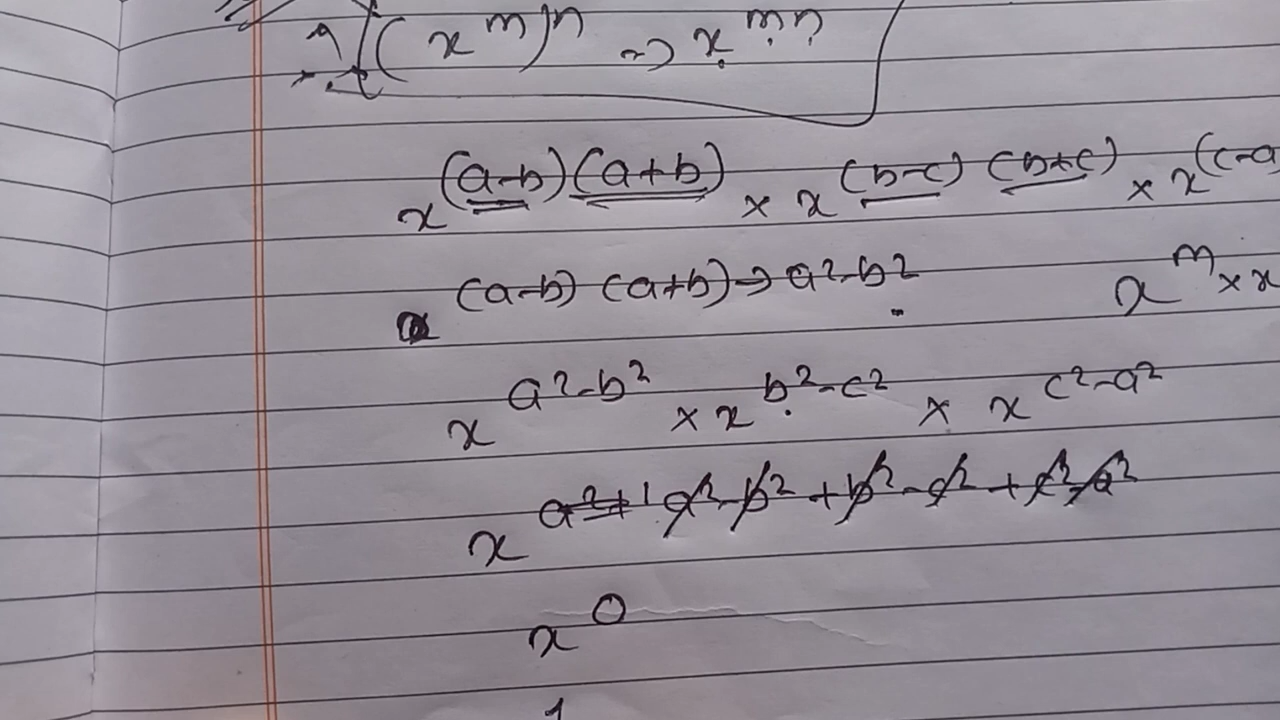 (x^m)^n → x^mn
x^(a-b)(a+b) × x^(b-c)(b+c) × x^(c-a
(a-b) (a+b) → a²-b²
x^m × x
x^a²-b² × x^b²-c² × x^c²-a²
x^a²-b²+b²-c²+c²-a²
x^0
1